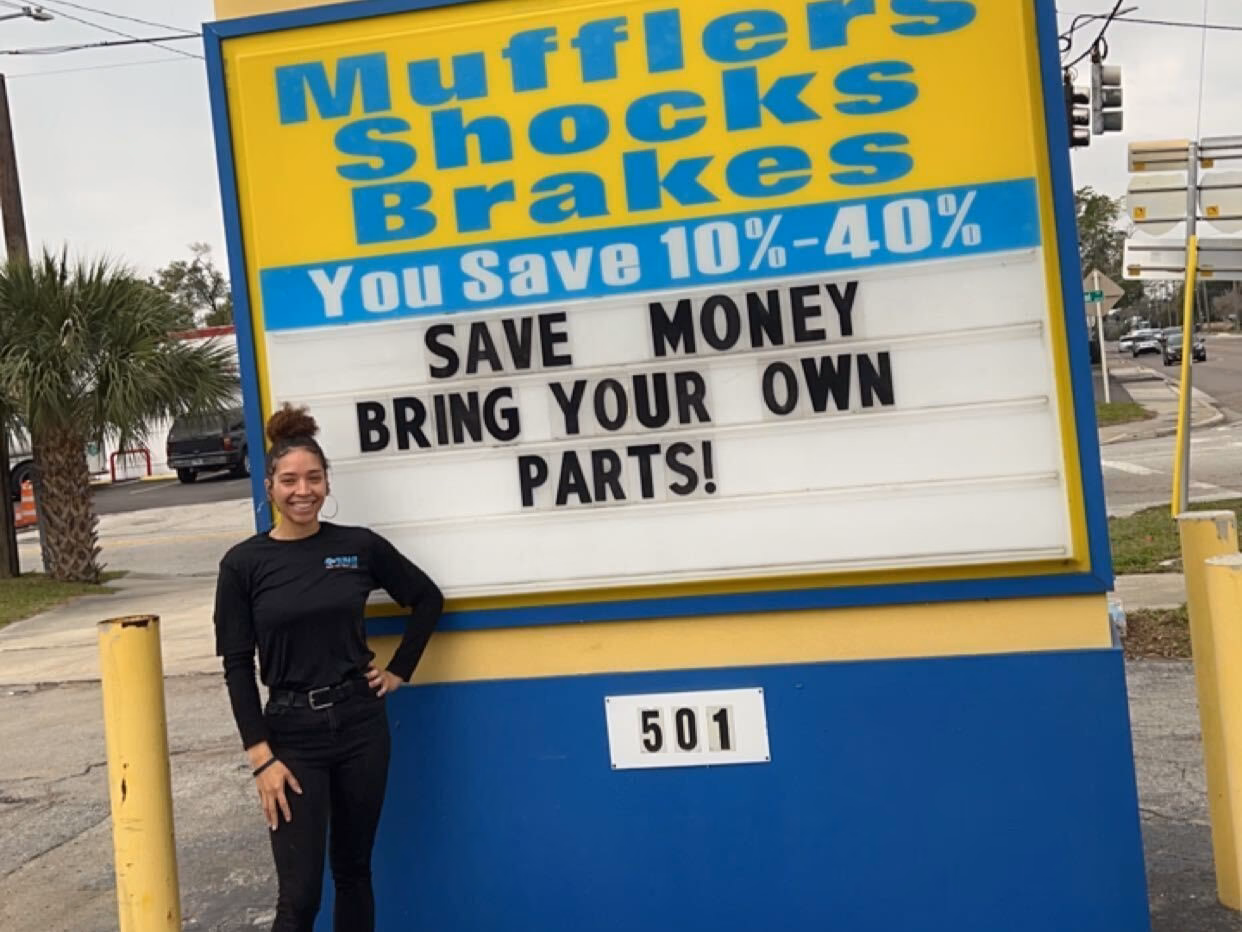 Mufflers
Shocks
Brakes
You Save 10%-40%
SAVE MONEY
BRING YOUR OWN
PARTS!
501